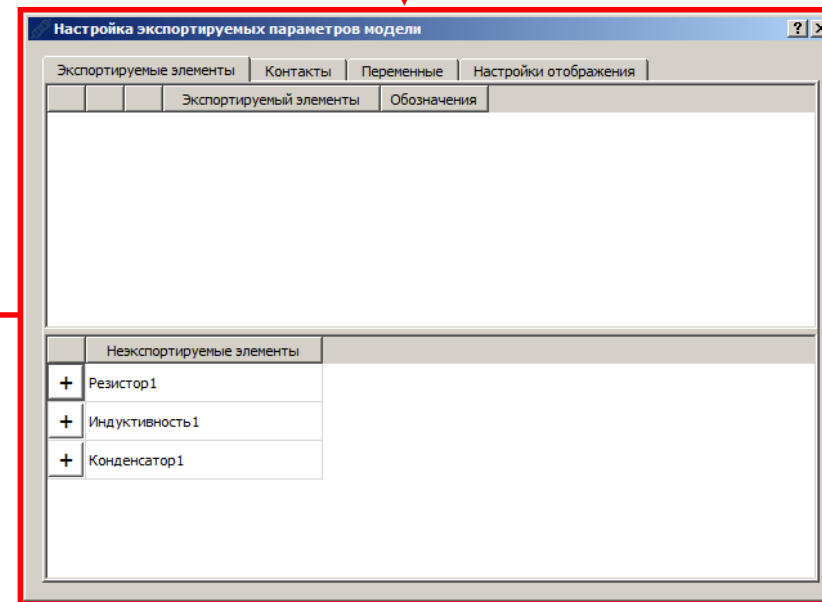 Настройка экспортируемых параметров модели
Экспортируемые элементы Контакты Переменные Настройки отображения
Экспортируемый элементы Обозначения
Неэкспортируемые элементы
+ Резистор1
+ Индуктивность1
+ Конденсатор1